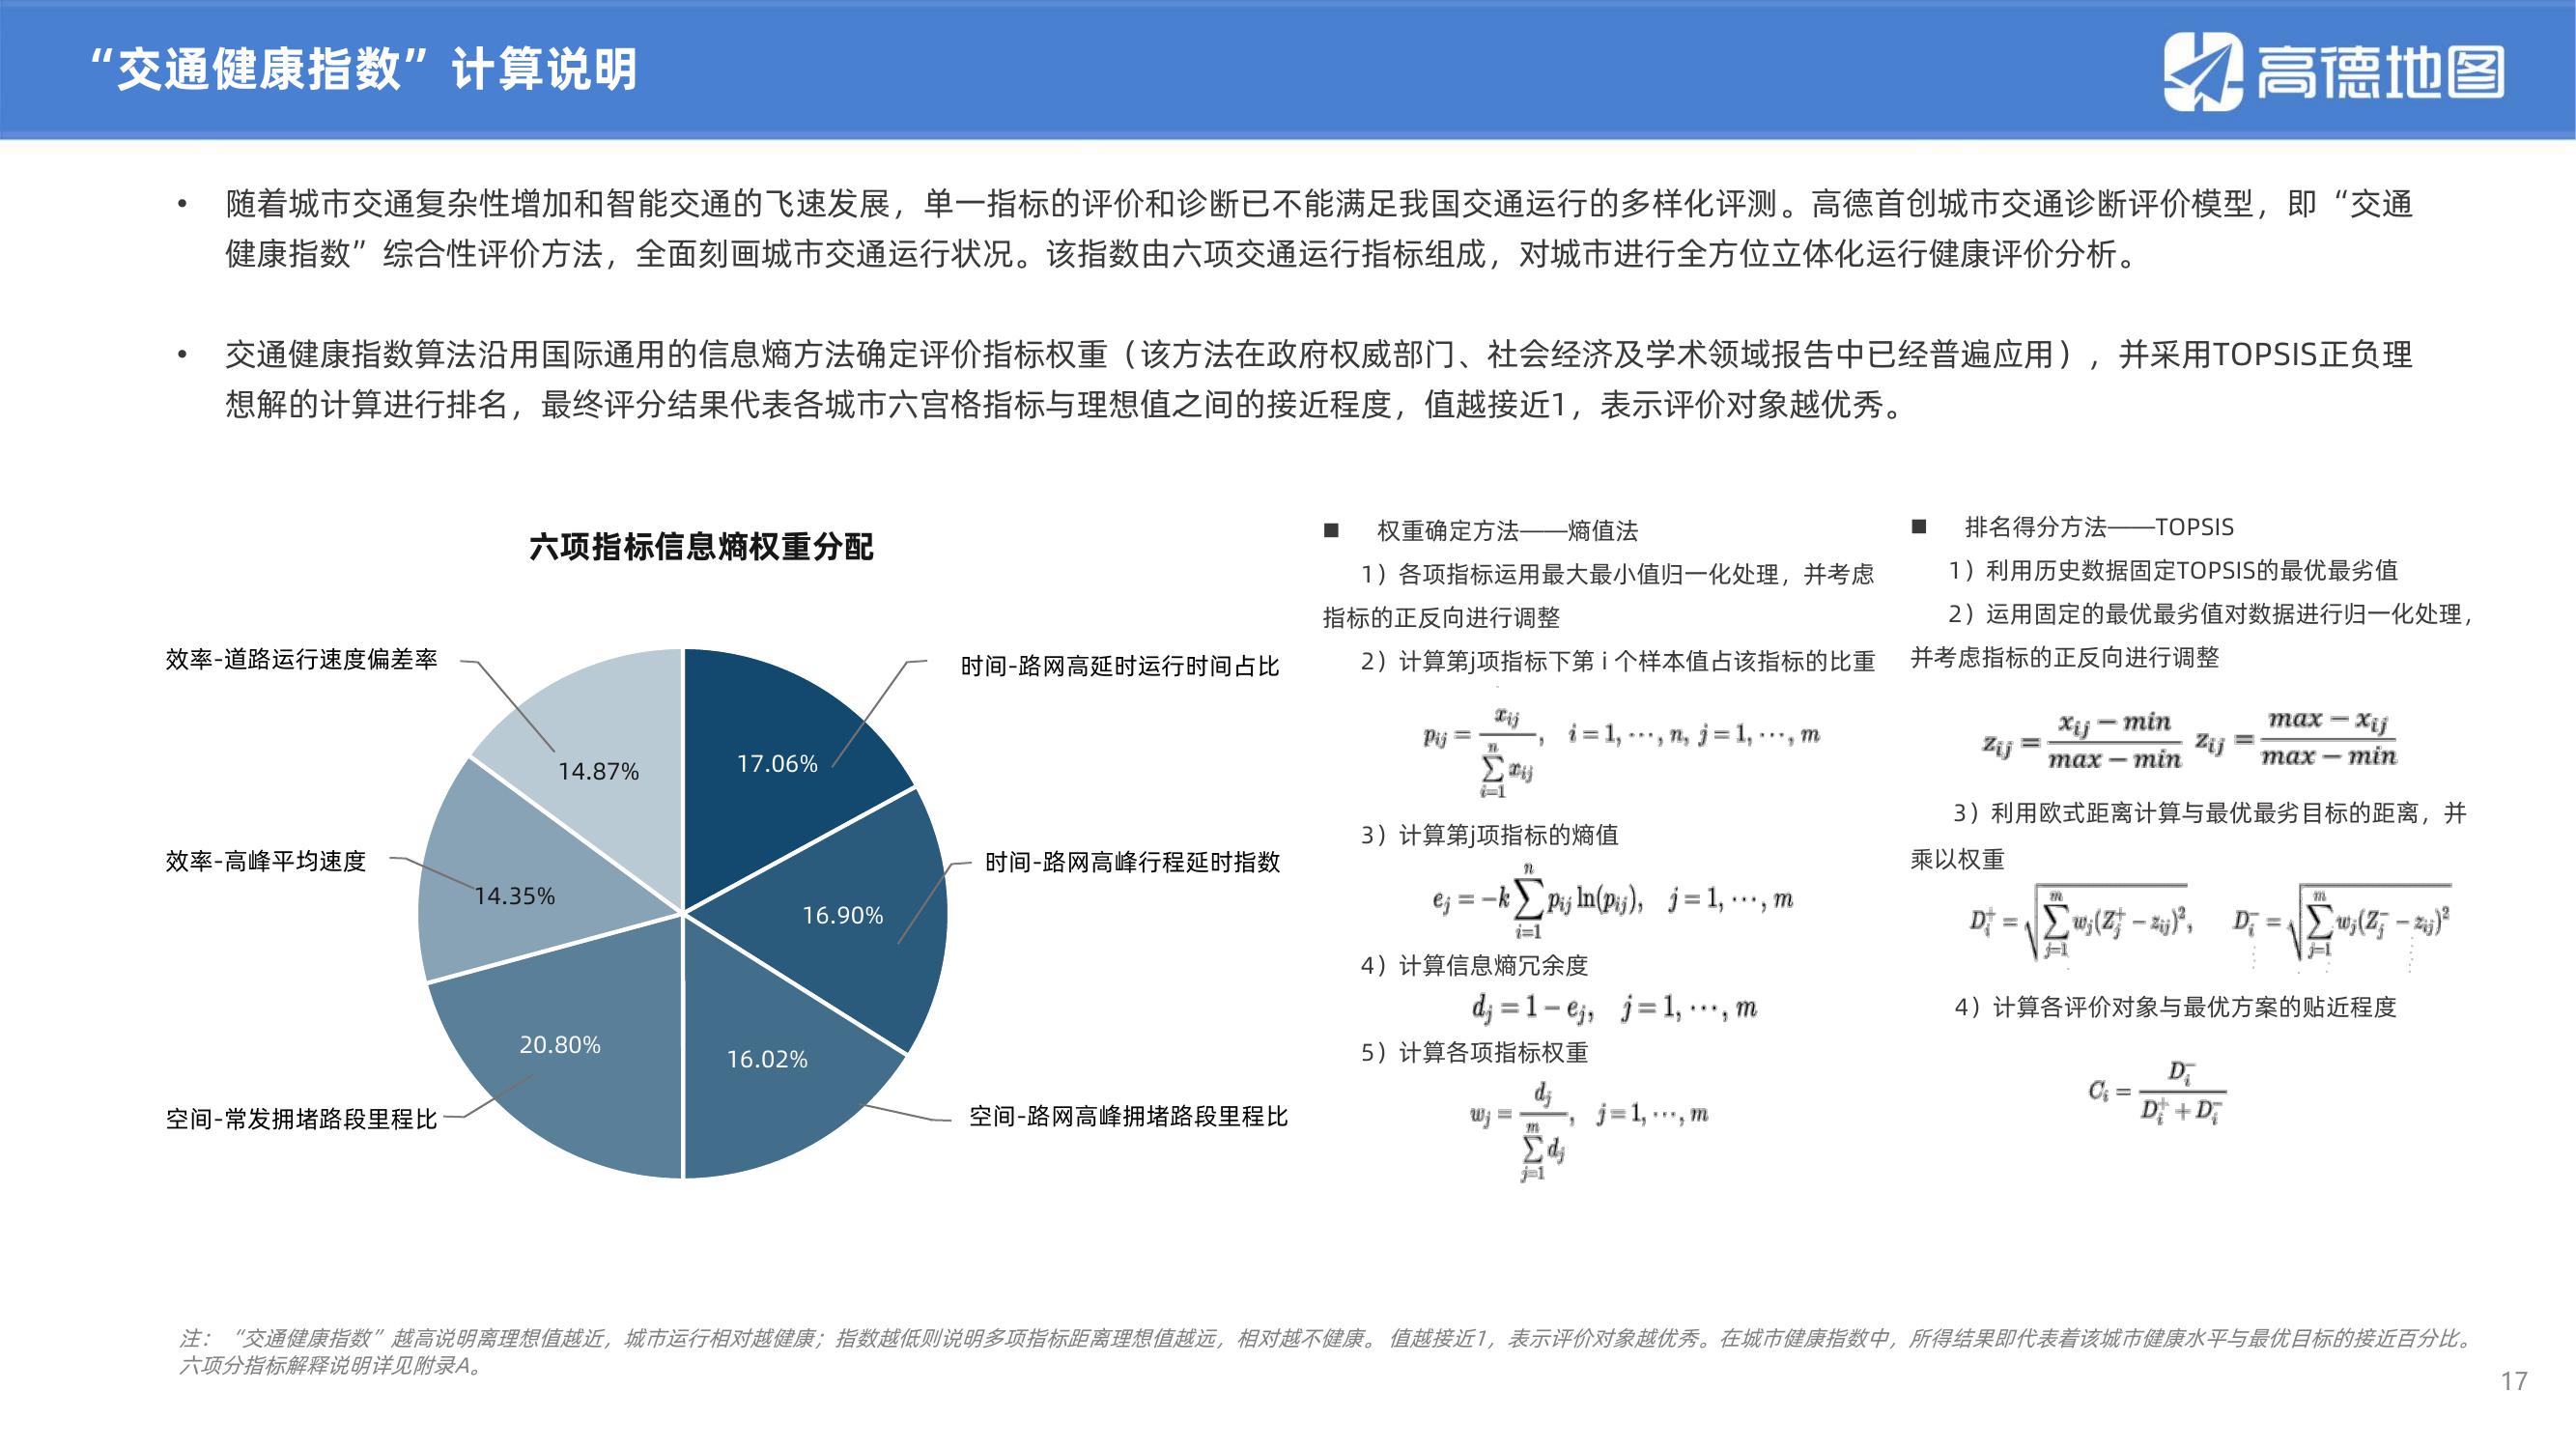 “交通健康指数”计算说明
高德地图
• 随着城市交通复杂性增加和智能交通的飞速发展，单一指标的评价和诊断已不能满足我国交通运行的多样化评测。高德首创城市交通诊断评价模型，即“交通
健康指数”综合性评价方法，全面刻画城市交通运行状况。该指数由六项交通运行指标组成，对城市进行全方位立体化运行健康评价分析。
• 交通健康指数算法沿用国际通用的信息熵方法确定评价指标权重（该方法在政府权威部门、社会经济及学术领域报告中已经普遍应用），并采用TOPSIS正负理
想解的计算进行排名，最终评分结果代表各城市六宫格指标与理想值之间的接近程度，值越接近1，表示评价对象越优秀。
六项指标信息熵权重分配
效率-道路运行速度偏差率
时间-路网高延时运行时间占比
14.87%
17.06%
效率-高峰平均速度
时间-路网高峰行程延时指数
14.35%
16.90%
20.80%
16.02%
空间-常发拥堵路段里程比
空间-路网高峰拥堵路段里程比
■ 权重确定方法——熵值法
1）各项指标运用最大最小值归一化处理，并考虑
指标的正反向进行调整
2）计算第j项指标下第 i 个样本值占该指标的比重
p_{ij} = \frac{x_{ij}}{\sum_{i=1}^{n} x_{ij}}, i = 1, ⋯, n, j = 1, ⋯, m
3）计算第j项指标的熵值
e_j = −k \sum_{i=1}^{n} p_{ij} ln(p_{ij}), j = 1, ⋯, m
4）计算信息熵冗余度
d_j = 1 − e_j, j = 1, ⋯, m
5）计算各项指标权重
w_j = \frac{d_j}{\sum_{j=1}^{m} d_j}, j = 1, ⋯, m
■ 排名得分方法——TOPSIS
1）利用历史数据固定TOPSIS的最优最劣值
2）运用固定的最优最劣值对数据进行归一化处理，
并考虑指标的正反向进行调整
z_{ij} = \frac{x_{ij} − min}{max − min} z_{ij} = \frac{max − x_{ij}}{max − min}
3）利用欧式距离计算与最优最劣目标的距离，并
乘以权重
D_i^+ = \sqrt{\sum_{j=1}^{m} w_j(Z_j^+ − z_{ij})^2}, D_i^- = \sqrt{\sum_{j=1}^{m} w_j(Z_j^- − z_{ij})^2}
4）计算各评价对象与最优方案的贴近程度
C_i = \frac{D_i^-}{D_i^+ + D_i^-}
注：“交通健康指数”越高说明离理想值越近，城市运行相对越健康；指数越低则说明多项指标距离理想值越远，相对越不健康。 值越接近1，表示评价对象越优秀。在城市健康指数中，所得结果即代表着该城市健康水平与最优目标的接近百分比。
六项分指标解释说明详见附录A。
17